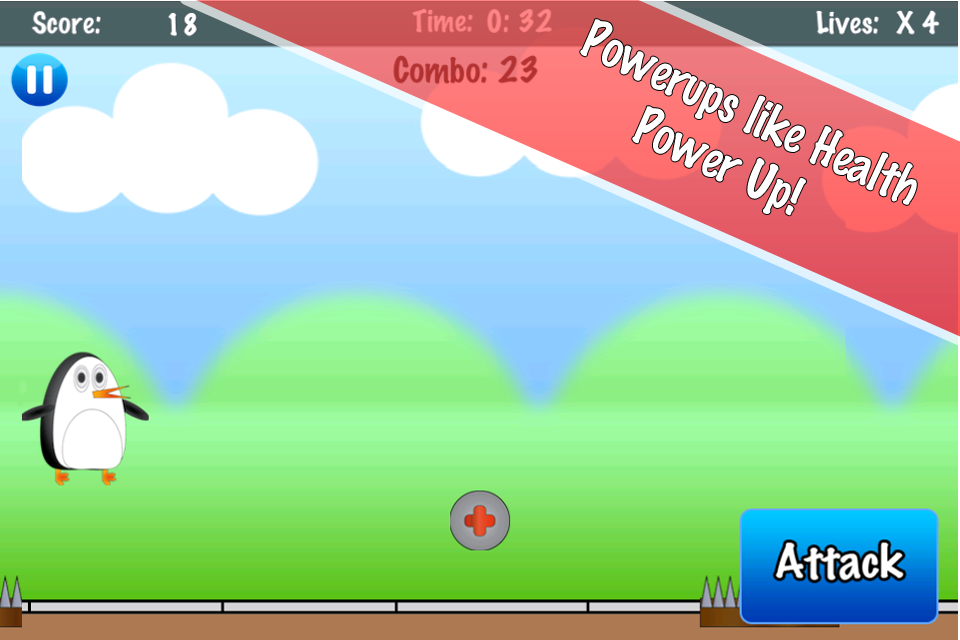 Score: 18 Time: 0: 32 Lives: X 4
Combo: 23
Powerups like Health
Power Up!
Attack